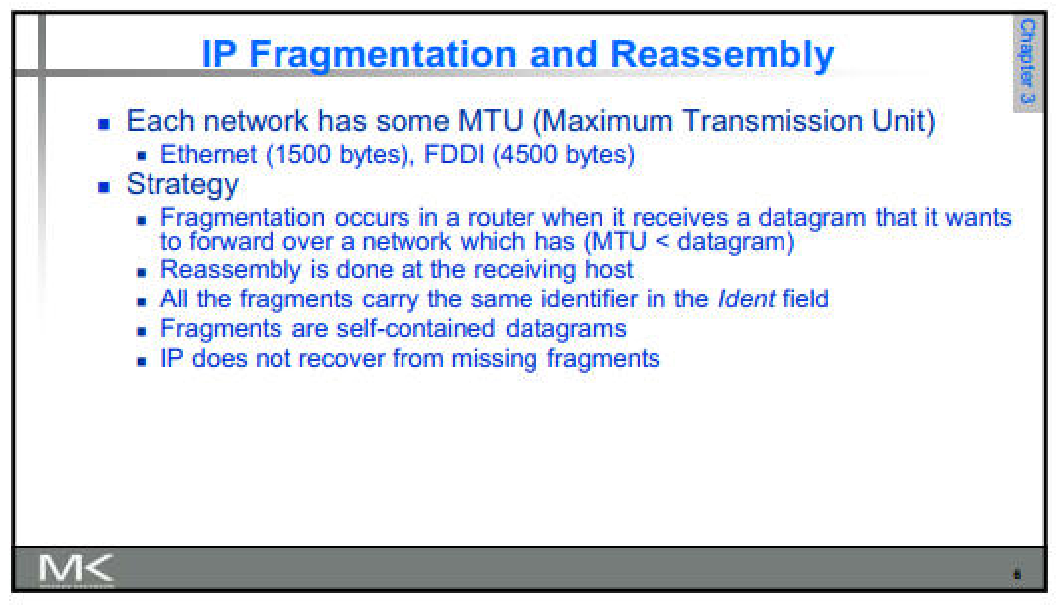 IP Fragmentation and Reassembly
Chapter 3
Each network has some MTU (Maximum Transmission Unit)
Ethernet (1500 bytes), FDDI (4500 bytes)
Strategy
Fragmentation occurs in a router when it receives a datagram that it wants
to forward over a network which has (MTU < datagram)
Reassembly is done at the receiving host
All the fragments carry the same identifier in the Ident field
Fragments are self-contained datagrams
IP does not recover from missing fragments
MK
6